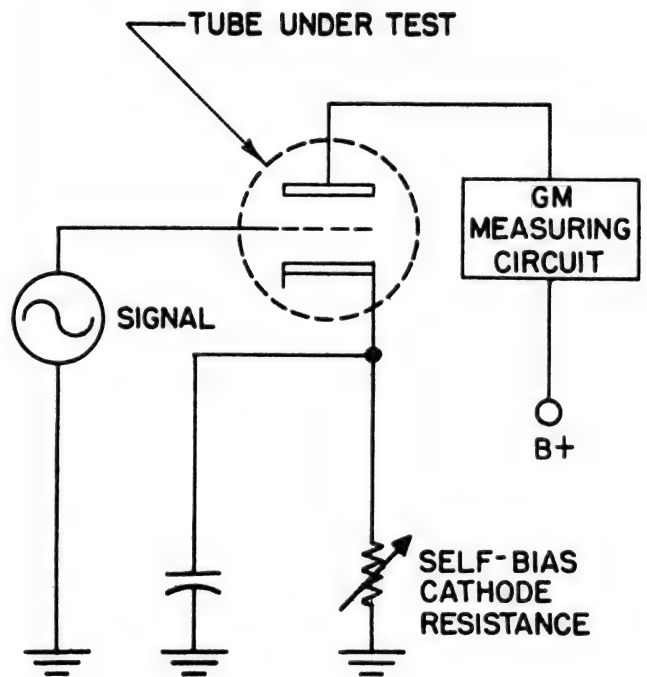 TUBE UNDER TEST
GM
MEASURING
CIRCUIT
SIGNAL
B+
SELF-BIAS
CATHODE
RESISTANCE